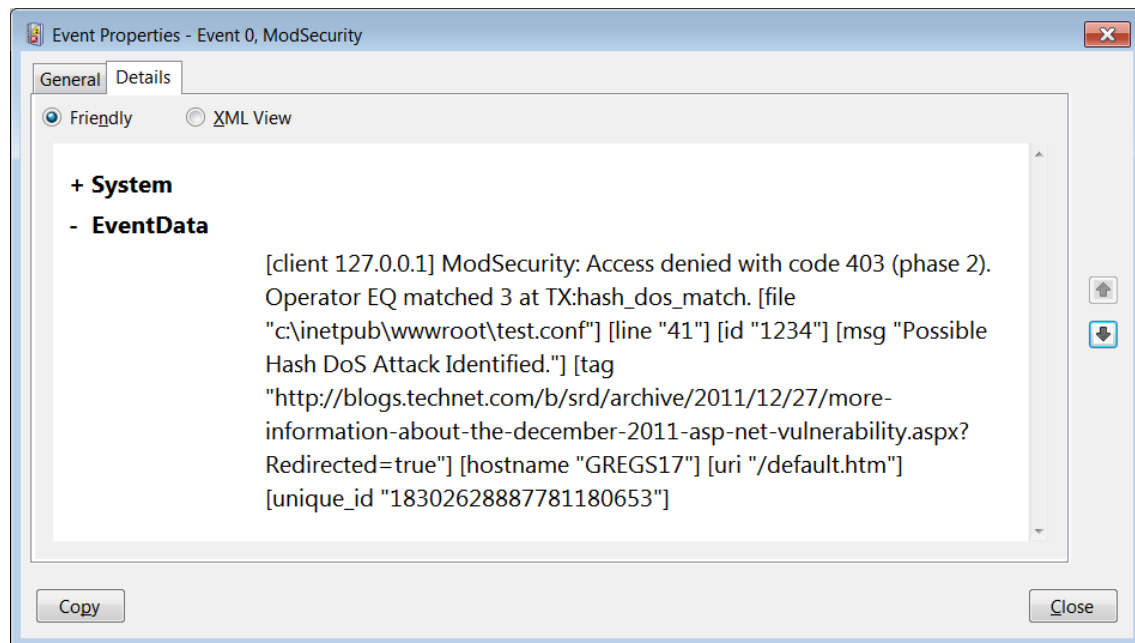 Event Properties - Event 0, ModSecurity
General Details
Friendly XML View
+ System
- EventData
[client 127.0.0.1] ModSecurity: Access denied with code 403 (phase 2).
Operator EQ matched 3 at TX:hash_dos_match. [file
"c:\inetpub\wwwroot\test.conf"] [line "41"] [id "1234"] [msg "Possible
Hash DoS Attack Identified."] [tag
"http://blogs.technet.com/b/srd/archive/2011/12/27/more-
information-about-the-december-2011-asp-net-vulnerability.aspx?
Redirected=true"] [hostname "GREGS17"] [uri "/default.htm"]
[unique_id "18302628887781180653"]
Copy Close